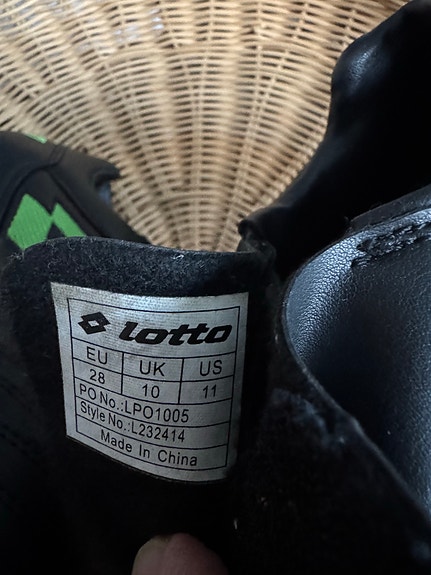 lotto
EU UK US
28 10 11
PO No.:LPO1005
Style No.:L232414
Made In China